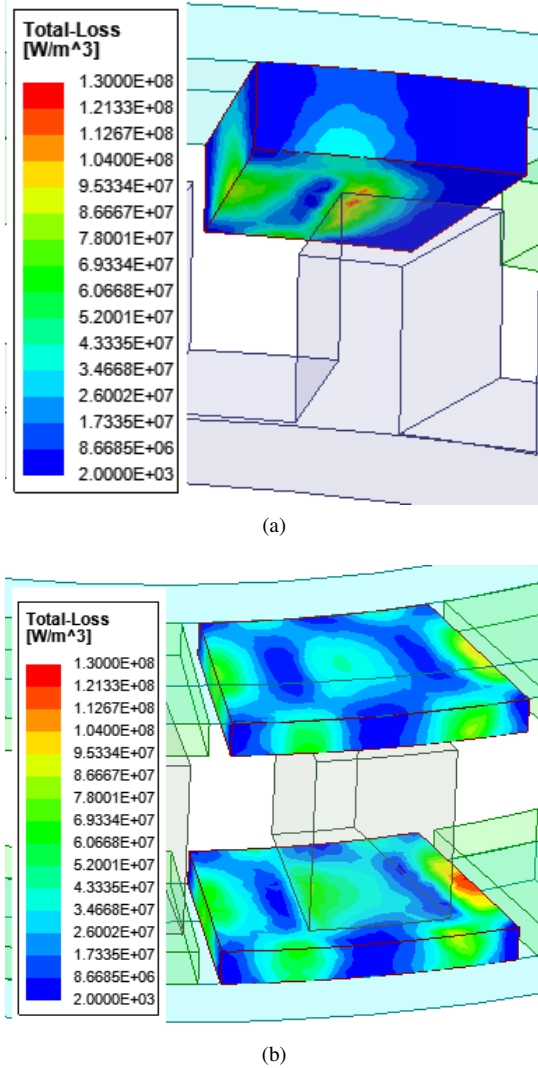 Total-Loss
[W/m^3]
1.3000E+08
1.2133E+08
1.1267E+08
1.0400E+08
9.5334E+07
8.6667E+07
7.8001E+07
6.9334E+07
6.0668E+07
5.2001E+07
4.3335E+07
3.4668E+07
2.6002E+07
1.7335E+07
8.6685E+06
2.0000E+03
(a)
Total-Loss
[W/m^3]
1.3000E+08
1.2133E+08
1.1267E+08
1.0400E+08
9.5334E+07
8.6667E+07
7.8001E+07
6.9334E+07
6.0668E+07
5.2001E+07
4.3335E+07
3.4668E+07
2.6002E+07
1.7335E+07
8.6685E+06
2.0000E+03
(b)